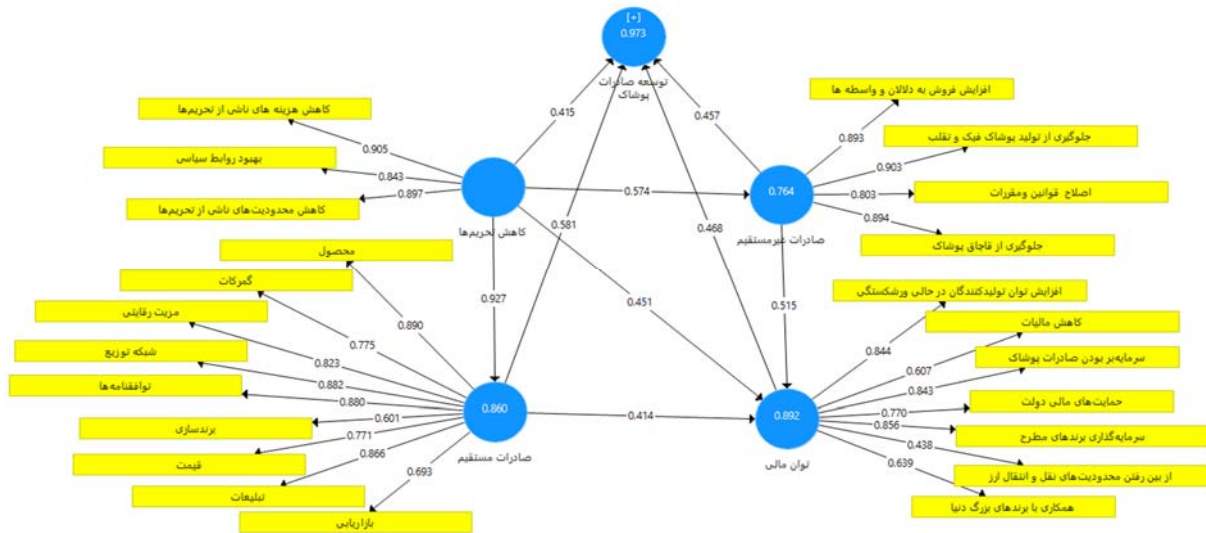 [+]
0.973
توسعه صادرات
پوشاک
0.415
0.457
کاهش هزینه های ناشی از تحریم‌ها
0.905
بهبود روابط سیاسی
0.843
کاهش محدودیت‌های ناشی از تحریم‌ها
0.897
کاهش تحریم‌ها
0.574
0.927
0.451
0.581
0.468
افزایش فروش به دلالان و واسطه ها
0.893
جلوگیری از تولید پوشاک فیک و تقلب
0.903
اصلاح قوانین ومقررات
0.803
جلوگیری از قاچاق پوشاک
0.894
0.764
صادرات غیرمستقیم
0.515
محصول
0.890
گمرکات
0.775
مزیت رقابتی
0.823
شبکه توزیع
0.882
توافقنامه‌ها
0.880
برندسازی
0.601
قیمت
0.771
تبلیغات
0.866
بازاریابی
0.693
0.860
صادرات مستقیم
0.414
افزایش توان تولیدکنندگان در حالی ورشکستگی
0.844
کاهش مالیات
0.607
سرمایه‌بر بودن صادرات پوشاک
0.843
حمایت‌های مالی دولت
0.770
سرمایه‌گذاری برندهای مطرح
0.856
از بین رفتن محدودیت‌های نقل و انتقال ارز
0.438
همکاری با برندهای بزرگ دنیا
0.639
0.892
توان مالی